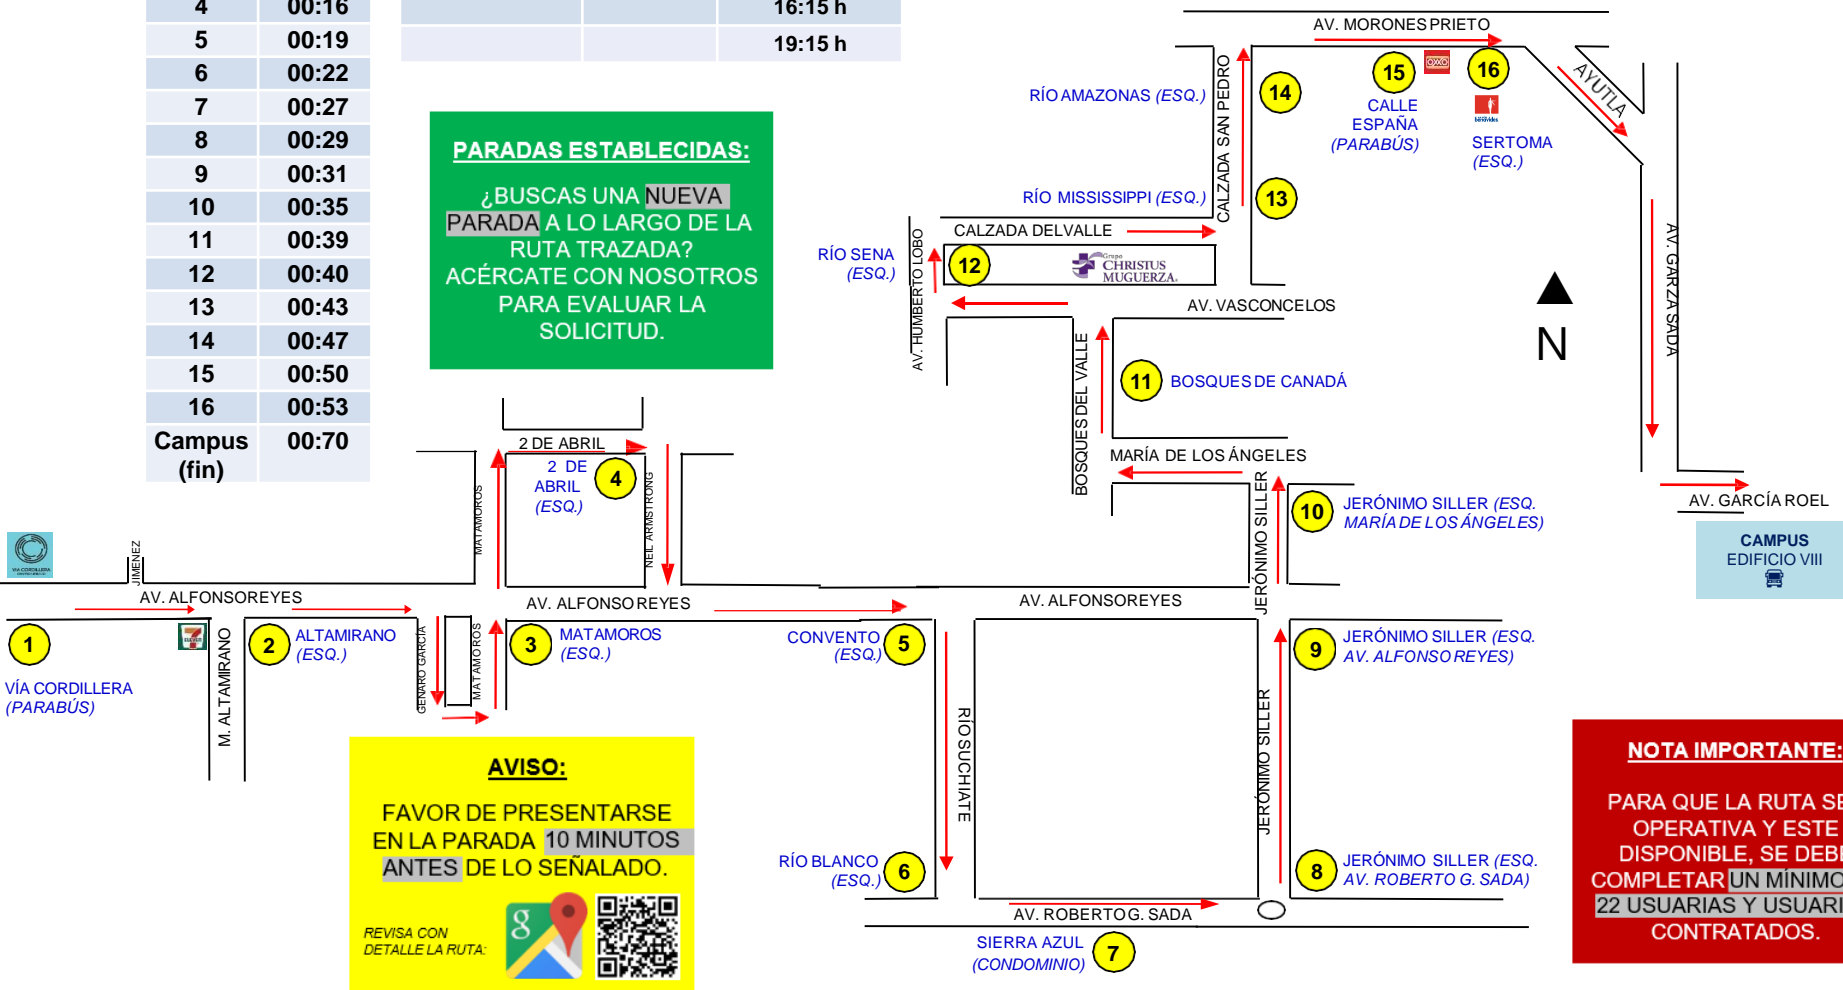 4 00:16
5 00:19
6 00:22
7 00:27
8 00:29
9 00:31
10 00:35
11 00:39
12 00:40
13 00:43
14 00:47
15 00:50
16 00:53
Campus (fin) 00:70
16:15 h
19:15 h
PARADAS ESTABLECIDAS:
¿BUSCAS UNA NUEVA
PARADA A LO LARGO DE LA
RUTA TRAZADA?
ACÉRCATE CON NOSOTROS
PARA EVALUAR LA
SOLICITUD.
AV. MORONES PRIETO
AYUTLA
RÍO AMAZONAS (ESQ.)
CALZADA SAN PEDRO
14
15
OXXO
16
CALLE
ESPAÑA
(PARABÚS)
benavides
SERTOMA
(ESQ.)
RÍO MISSISSIPPI (ESQ.)
13
CALZADA DEL VALLE
RÍO SENA
(ESQ.)
AV. HUMBERTO LOBO
12
Grupo
CHRISTUS
MUGUERZA.
AV. VASCONCELOS
AV. GARZA SADA
N
BOSQUES DEL VALLE
11
BOSQUES DE CANADÁ
MARÍA DE LOS ÁNGELES
2 DE ABRIL
2 DE
ABRIL
(ESQ.)
4
MATAMOROS
NEIL ARMSTRONG
JERÓNIMO SILLER
10
JERÓNIMO SILLER (ESQ.
MARÍA DE LOS ÁNGELES)
AV. GARCÍA ROEL
CAMPUS
EDIFICIO VIII
VÍA CORDILLERA
JIMENEZ
AV. ALFONSO REYES
AV. ALFONSO REYES
AV. ALFONSO REYES
1
VÍA CORDILLERA
(PARABÚS)
7
ELEVEN
M. ALTAMIRANO
2
ALTAMIRANO
(ESQ.)
GENARO GARCÍA
MATAMOROS
3
MATAMOROS
(ESQ.)
CONVENTO
(ESQ.)
5
RÍO SUCHIATE
JERÓNIMO SILLER
9
JERÓNIMO SILLER (ESQ.
AV. ALFONSO REYES)
RÍO BLANCO
(ESQ.)
6
8
JERÓNIMO SILLER (ESQ.
AV. ROBERTO G. SADA)
AV. ROBERTO G. SADA
SIERRA AZUL
(CONDOMINIO)
7
AVISO:
FAVOR DE PRESENTARSE
EN LA PARADA 10 MINUTOS
ANTES DE LO SEÑALADO.
REVISA CON
DETALLE LA RUTA:
g
NOTA IMPORTANTE:
PARA QUE LA RUTA SE
OPERATIVA Y ESTE
DISPONIBLE, SE DEBE
COMPLETAR UN MÍNIMO
22 USUARIAS Y USUARI
CONTRATADOS.